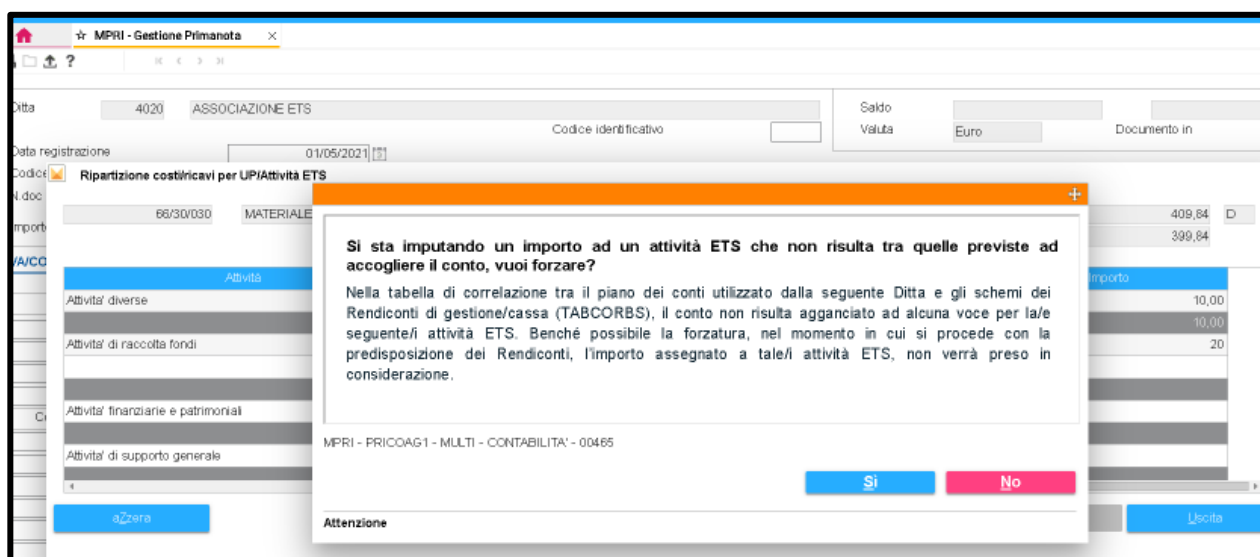 ☆ MPRI - Gestione Primanota ×
?
Ditta 4020 ASSOCIAZIONE ETS Saldo
Codice identificativo Valuta Euro Documento in
Data registrazione 01/05/2021
Ripartizione costi/ricavi per UP/Attività ETS
N.doc
66/30/030 MATERIALE 409,84 D
399,84
Si sta imputando un importo ad un attività ETS che non risulta tra quelle previste ad
accogliere il conto, vuoi forzare?
Nella tabella di correlazione tra il piano dei conti utilizzato dalla seguente Ditta e gli schemi dei
Rendiconti di gestione/cassa (TABCORBS), il conto non risulta agganciato ad alcuna voce per la/e
seguente/i attività ETS. Benché possibile la forzatura, nel momento in cui si procede con la
predisposizione dei Rendiconti, l'importo assegnato a tale/i attività ETS, non verrà preso in
considerazione.
Attività Importo
Attivita' diverse 10,00
10,00
Attivita' di raccolta fondi 20
Attivita' finanziarie e patrimoniali
Attivita' di supporto generale
MPRI - PRICOAG1 - MULTI - CONTABILITA' - 00465
Sì No
aZzera Uscita
Attenzione